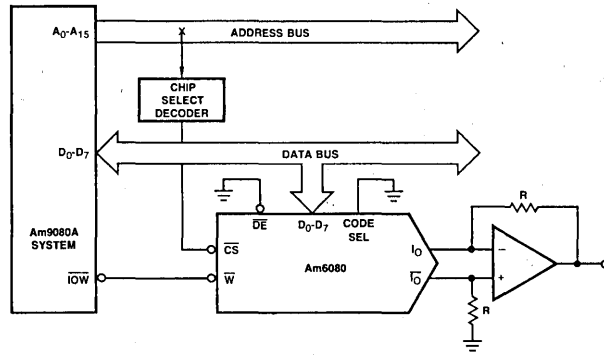 A0-A15
ADDRESS BUS
CHIP
SELECT
DECODER
D0-D7
DATA BUS
Am9080A
SYSTEM
DE
D0-D7
CODE
SEL
CS
IO
R
Am6080
IOW
W
IO
R
−
+